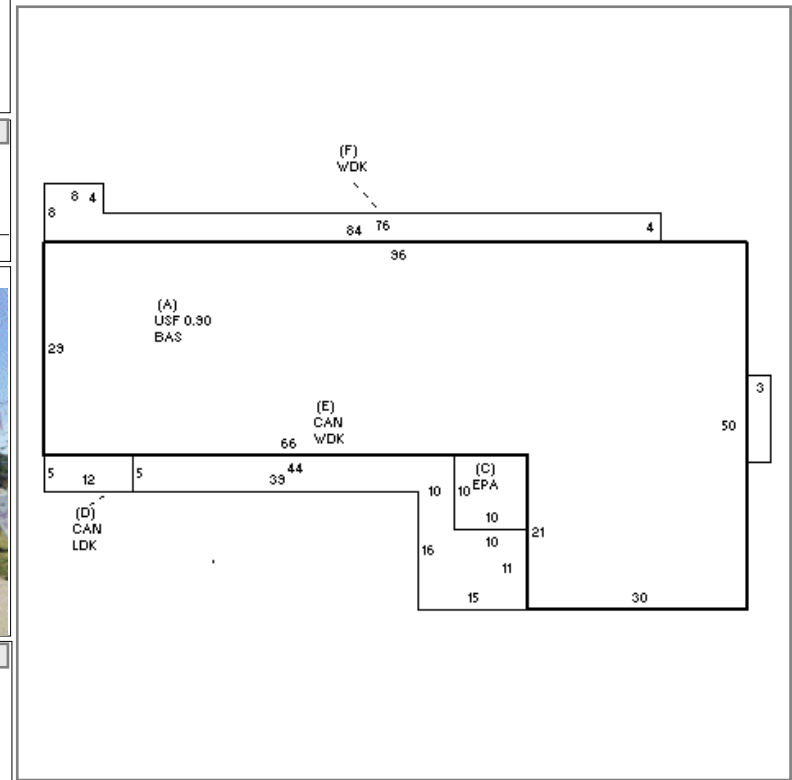 (F)
WDK
8 4
8
84 76 4
96
(A)
USF 0.90
BAS
29
3
(E)
CAN
WDK
50
66
5 12 5 39 44 10 10
(C)
EPA
10
(D)
CAN
LDK
10
21
16
11
15 30